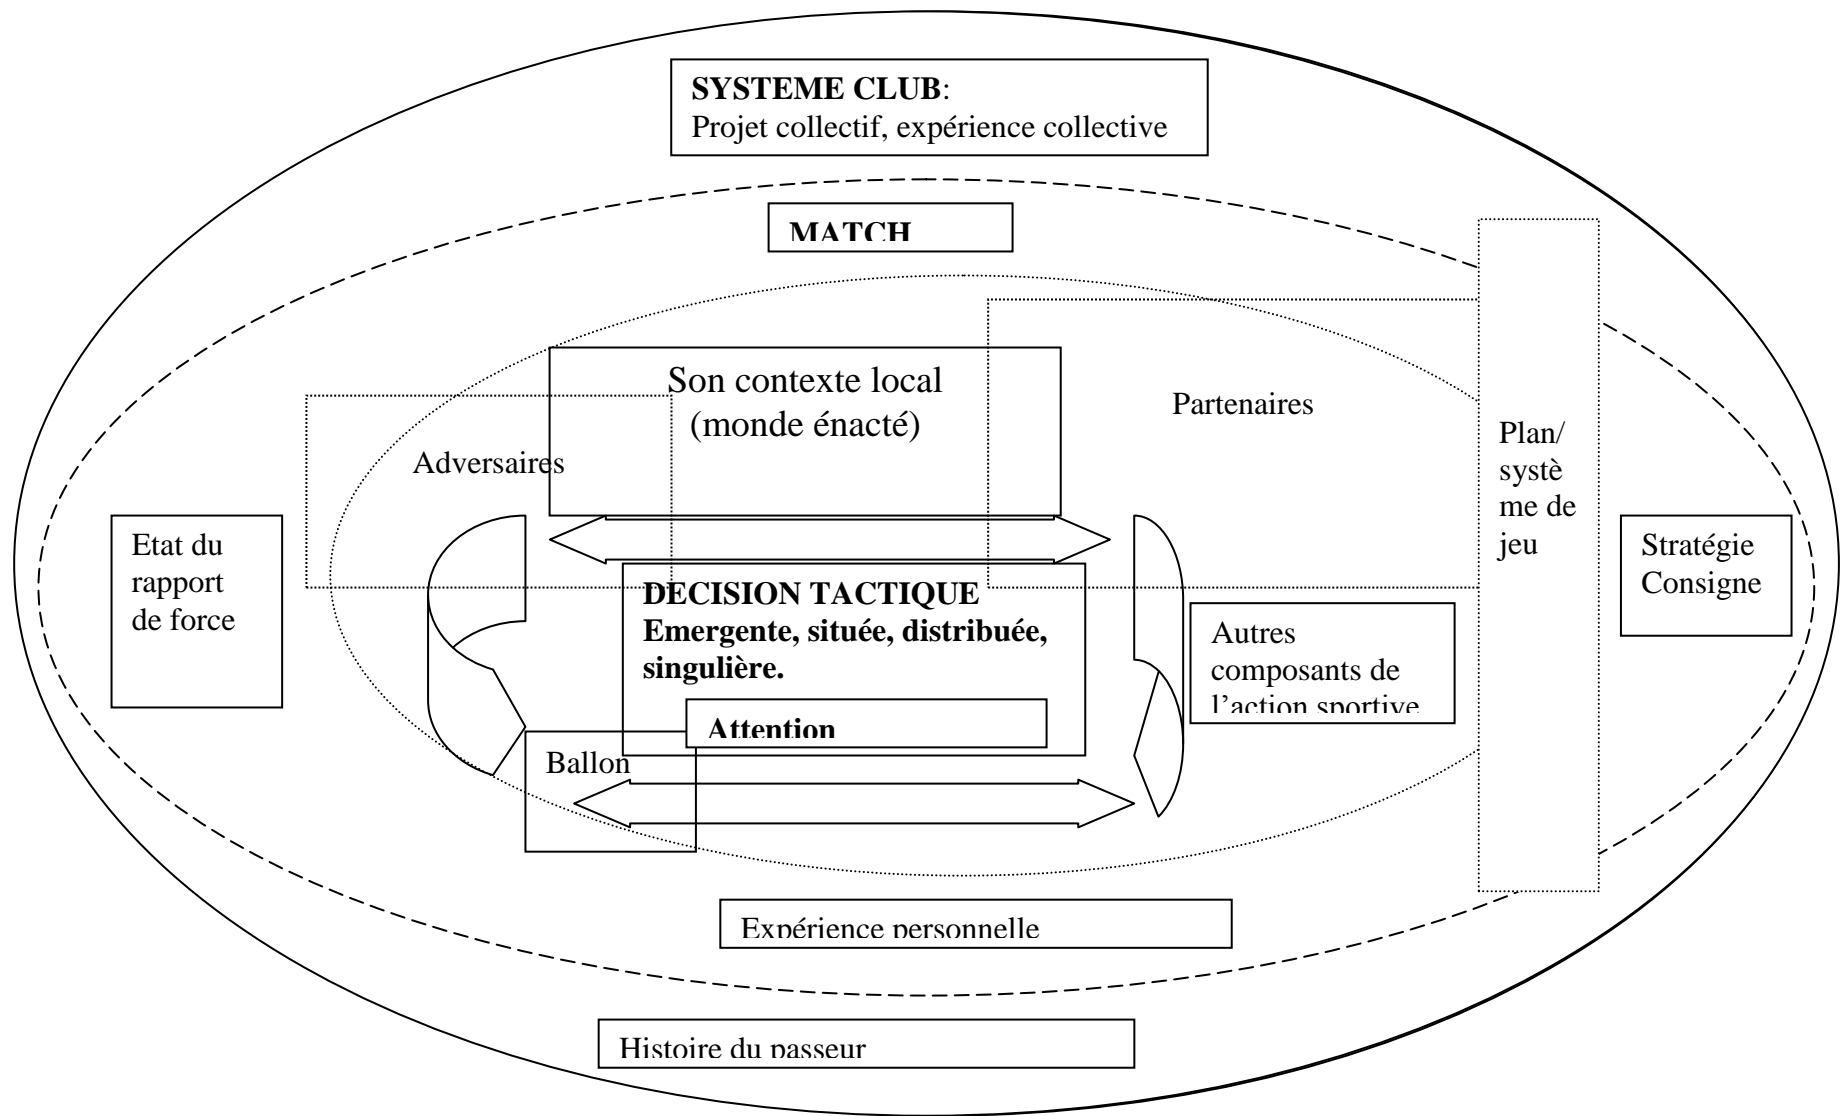 SYSTEME CLUB:
Projet collectif, expérience collective
MATCH
Son contexte local
(monde énacté)
Partenaires
Adversaires
Plan/
systè
me de
jeu
Etat du
rapport
de force
Stratégie
Consigne
DECISION TACTIQUE
Emergente, située, distribuée,
singulière.
Autres
composants de
l’action sportive
Attention
Ballon
Expérience personnelle
Histoire du passeur